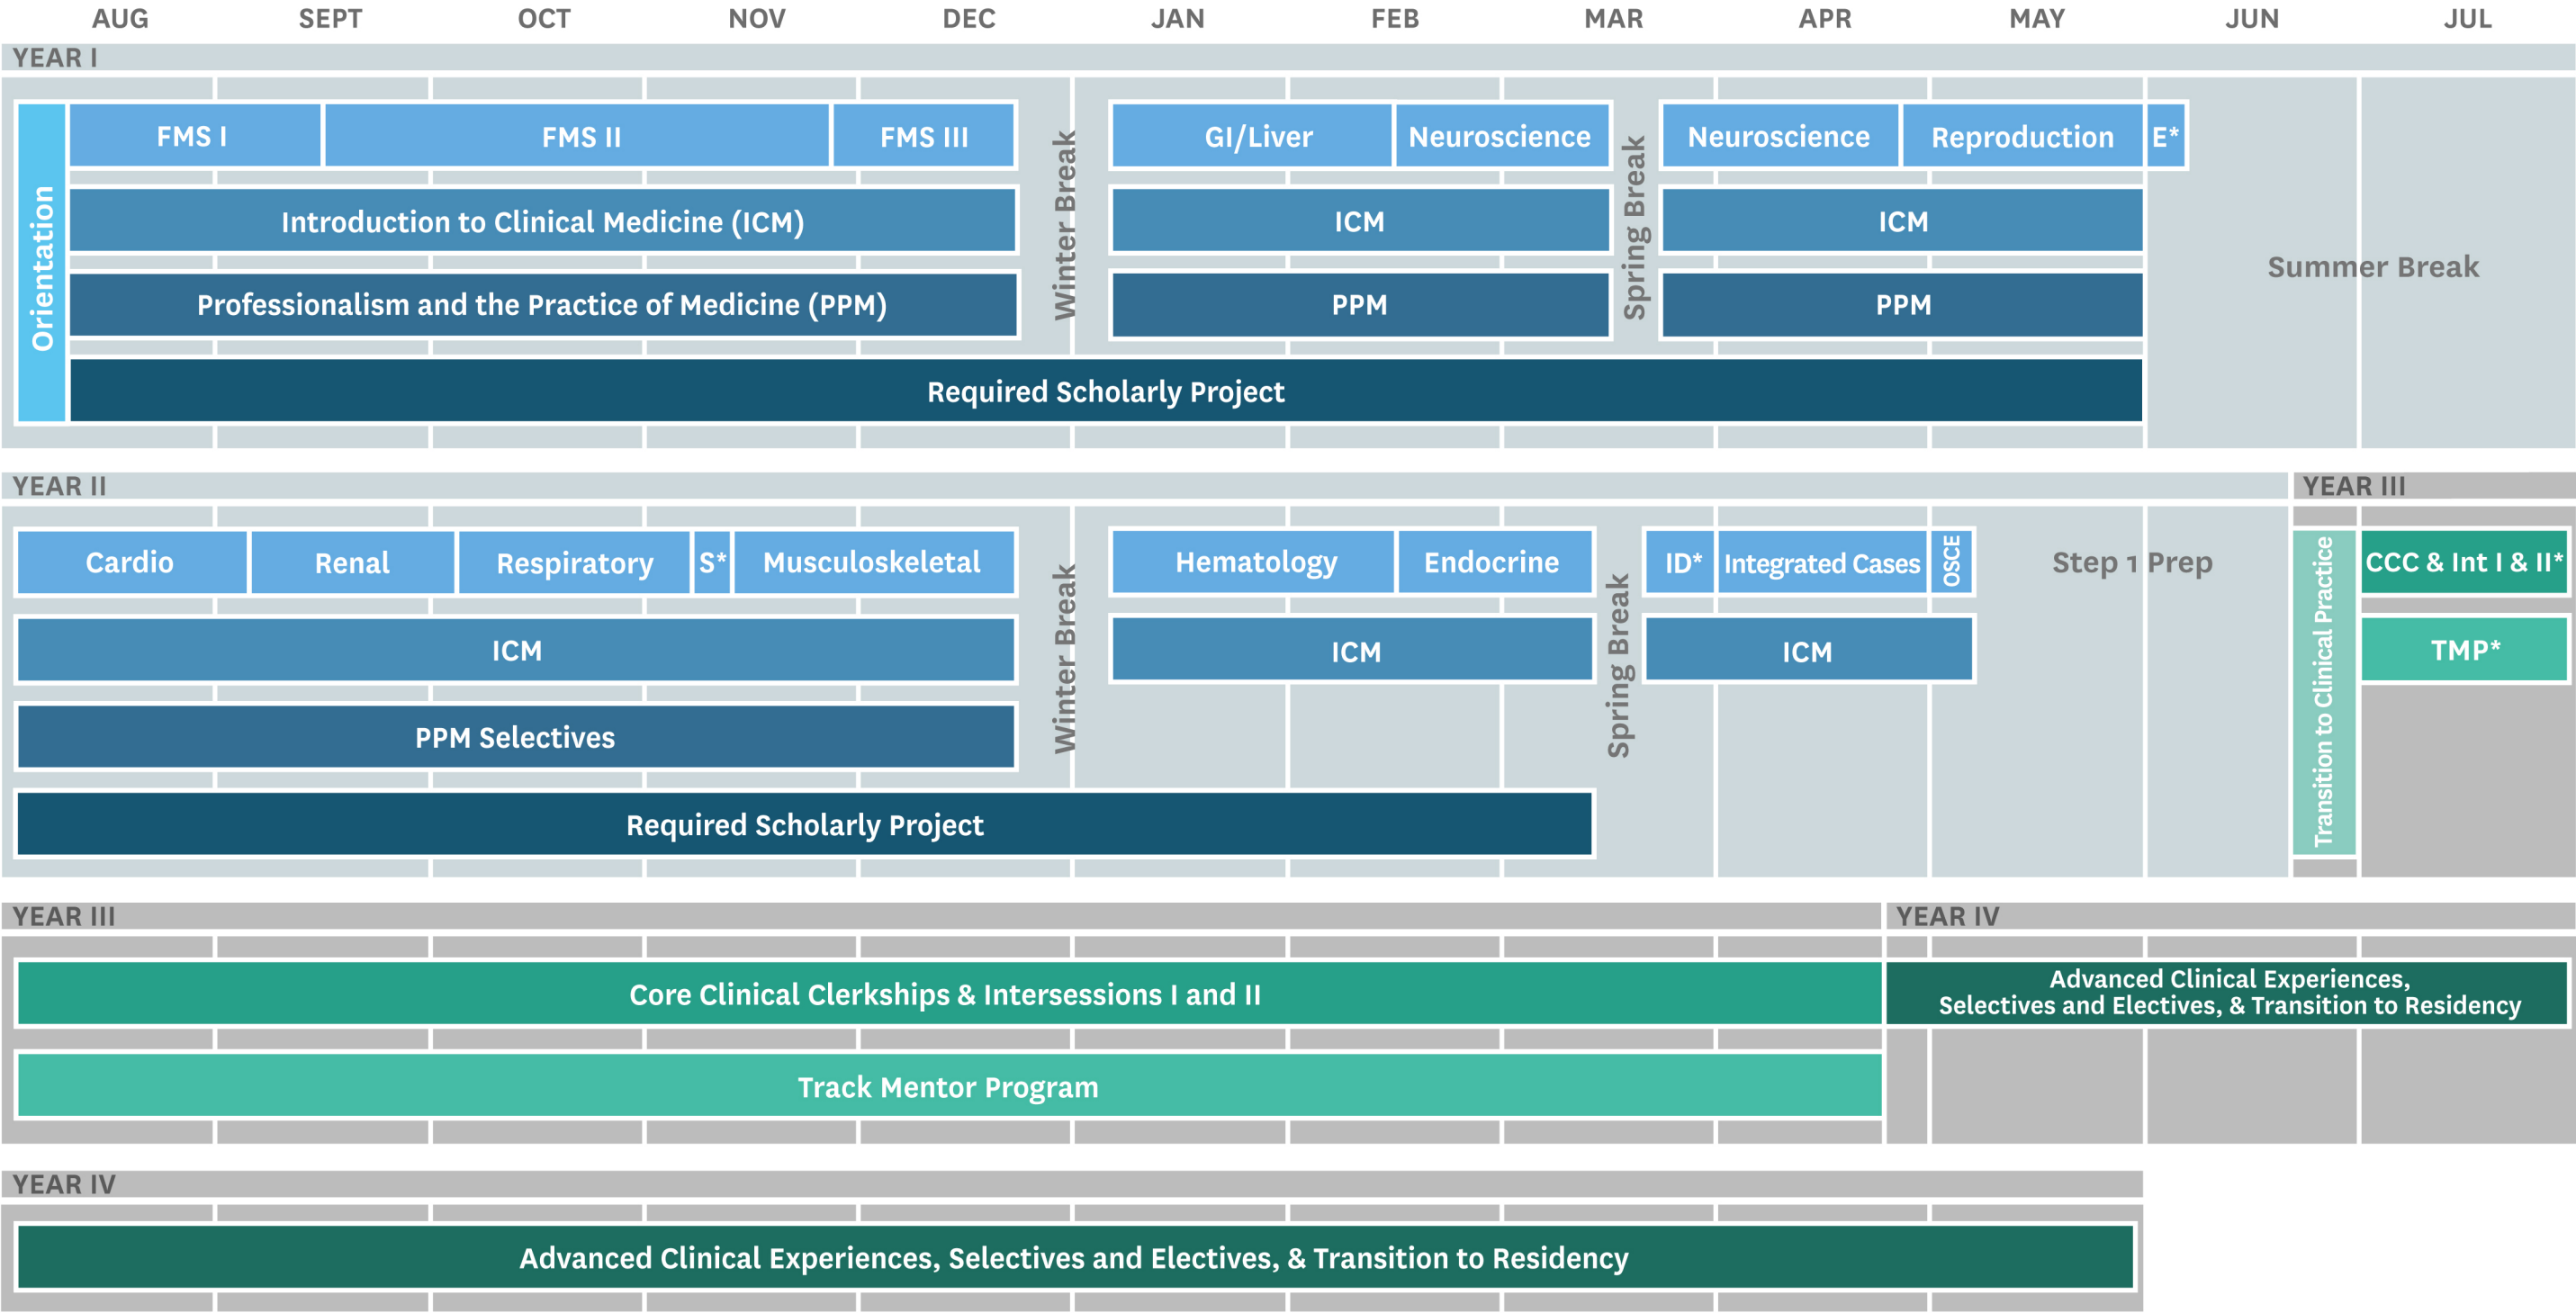 AUG SEPT OCT NOV DEC JAN FEB MAR APR MAY JUN JUL
YEAR I
Orientation
FMS I FMS II FMS III
Winter Break
GI/Liver Neuroscience
Spring Break
Neuroscience Reproduction E*
Introduction to Clinical Medicine (ICM) ICM ICM
Summer Break
Professionalism and the Practice of Medicine (PPM) PPM PPM
Required Scholarly Project
YEAR II YEAR III
Cardio Renal Respiratory S* Musculoskeletal
Winter Break
Hematology Endocrine
Spring Break
ID* Integrated Cases OSCE
Step 1 Prep
Transition to Clinical Practice
CCC & Int I & II*
ICM ICM ICM TMP*
PPM Selectives
Required Scholarly Project
YEAR III YEAR IV
Core Clinical Clerkships & Intersessions I and II
Advanced Clinical Experiences,
Selectives and Electives, & Transition to Residency
Track Mentor Program
YEAR IV
Advanced Clinical Experiences, Selectives and Electives, & Transition to Residency